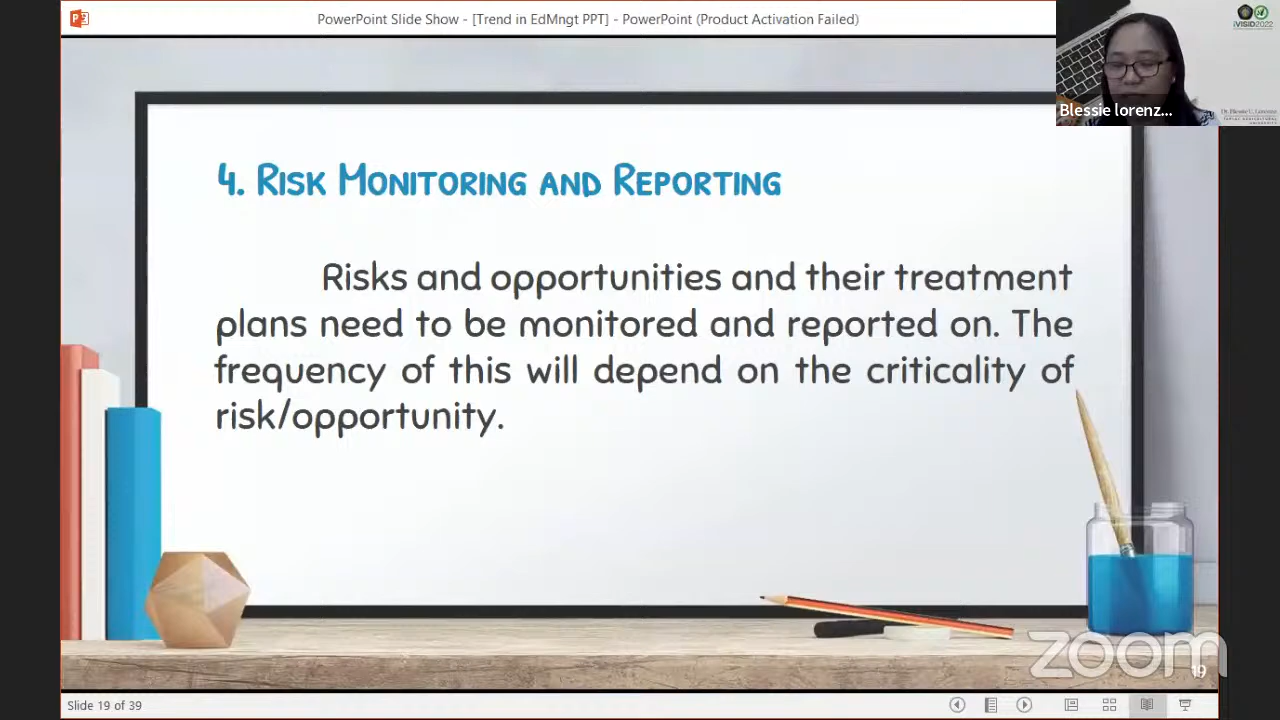 PowerPoint Slide Show - [Trend in EdMngt PPT] - PowerPoint (Product Activation Failed)
iVISID2022
Blessie lorenz...
4. Risk Monitoring and Reporting
Risks and opportunities and their treatment
plans need to be monitored and reported on. The
frequency of this will depend on the criticality of
risk/opportunity.
zoom
19
Slide 19 of 39